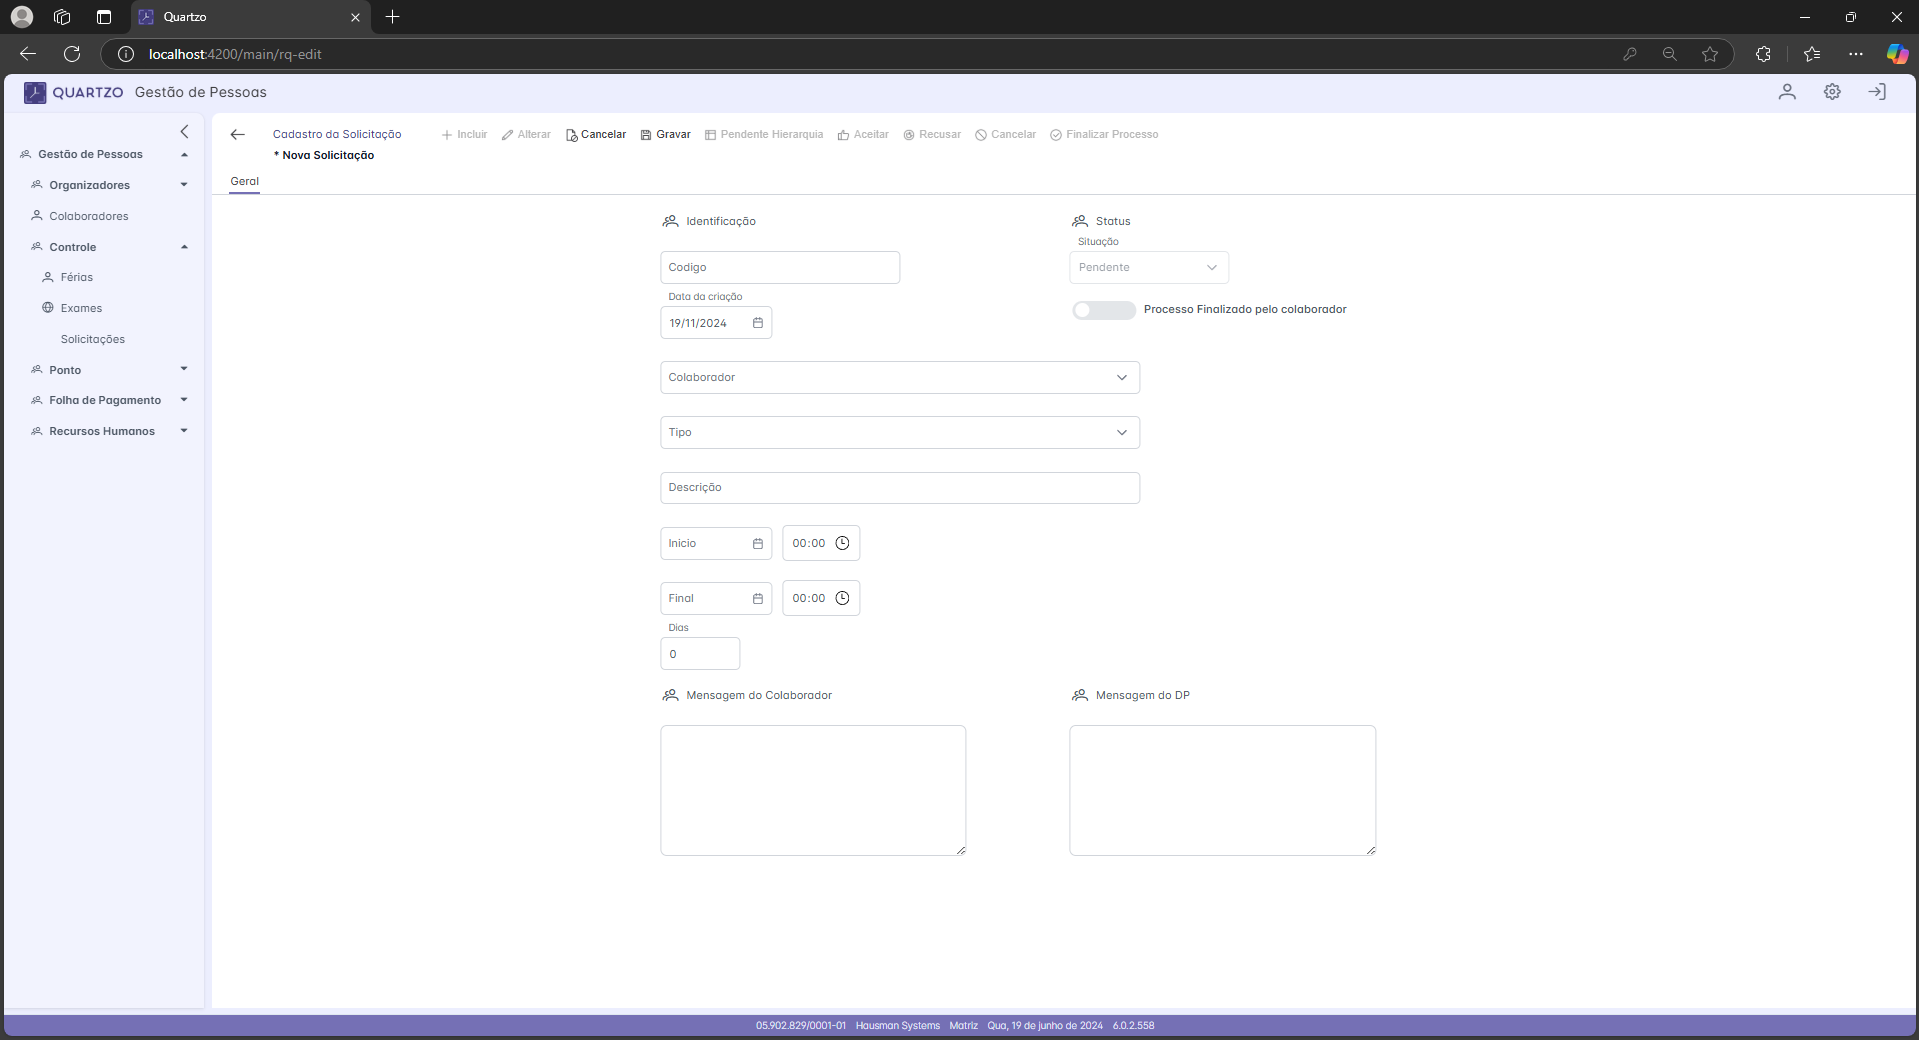 Quartzo
localhost:4200/main/rq-edit
QUARTZO Gestão de Pessoas
Cadastro da Solicitação Incluir Alterar Cancelar Gravar Pendente Hierarquia Aceitar Recusar Cancelar Finalizar Processo
* Nova Solicitação
Geral
Gestão de Pessoas
Organizadores
Colaboradores
Controle
Férias
Exames
Solicitações
Ponto
Folha de Pagamento
Recursos Humanos
Identificação
Codigo
Data da criação
19/11/2024
Status
Situação
Pendente
Processo Finalizado pelo colaborador
Colaborador
Tipo
Descrição
Inicio 00:00
Final 00:00
Dias
0
Mensagem do Colaborador
Mensagem do DP
05.902.829/0001-01 Hausman Systems Matriz Qua, 19 de junho de 2024 6.0.2.558